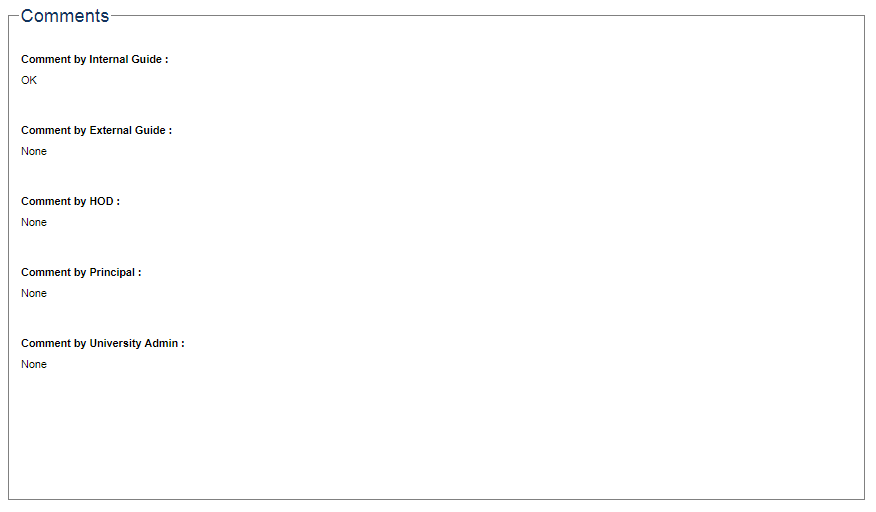 Comments
Comment by Internal Guide :
OK
Comment by External Guide :
None
Comment by HOD :
None
Comment by Principal :
None
Comment by University Admin :
None